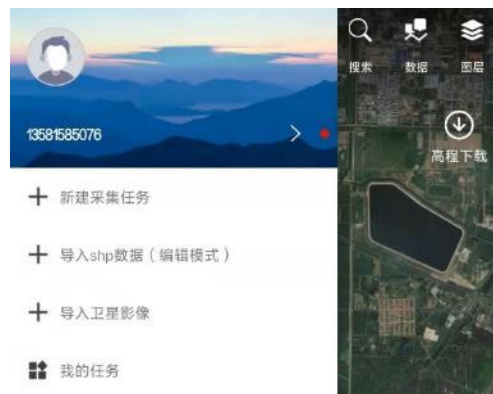 搜索 数据 图层
13581585076
高程下载
新建采集任务
导入shp数据（编辑模式）
导入卫星影像
我的任务